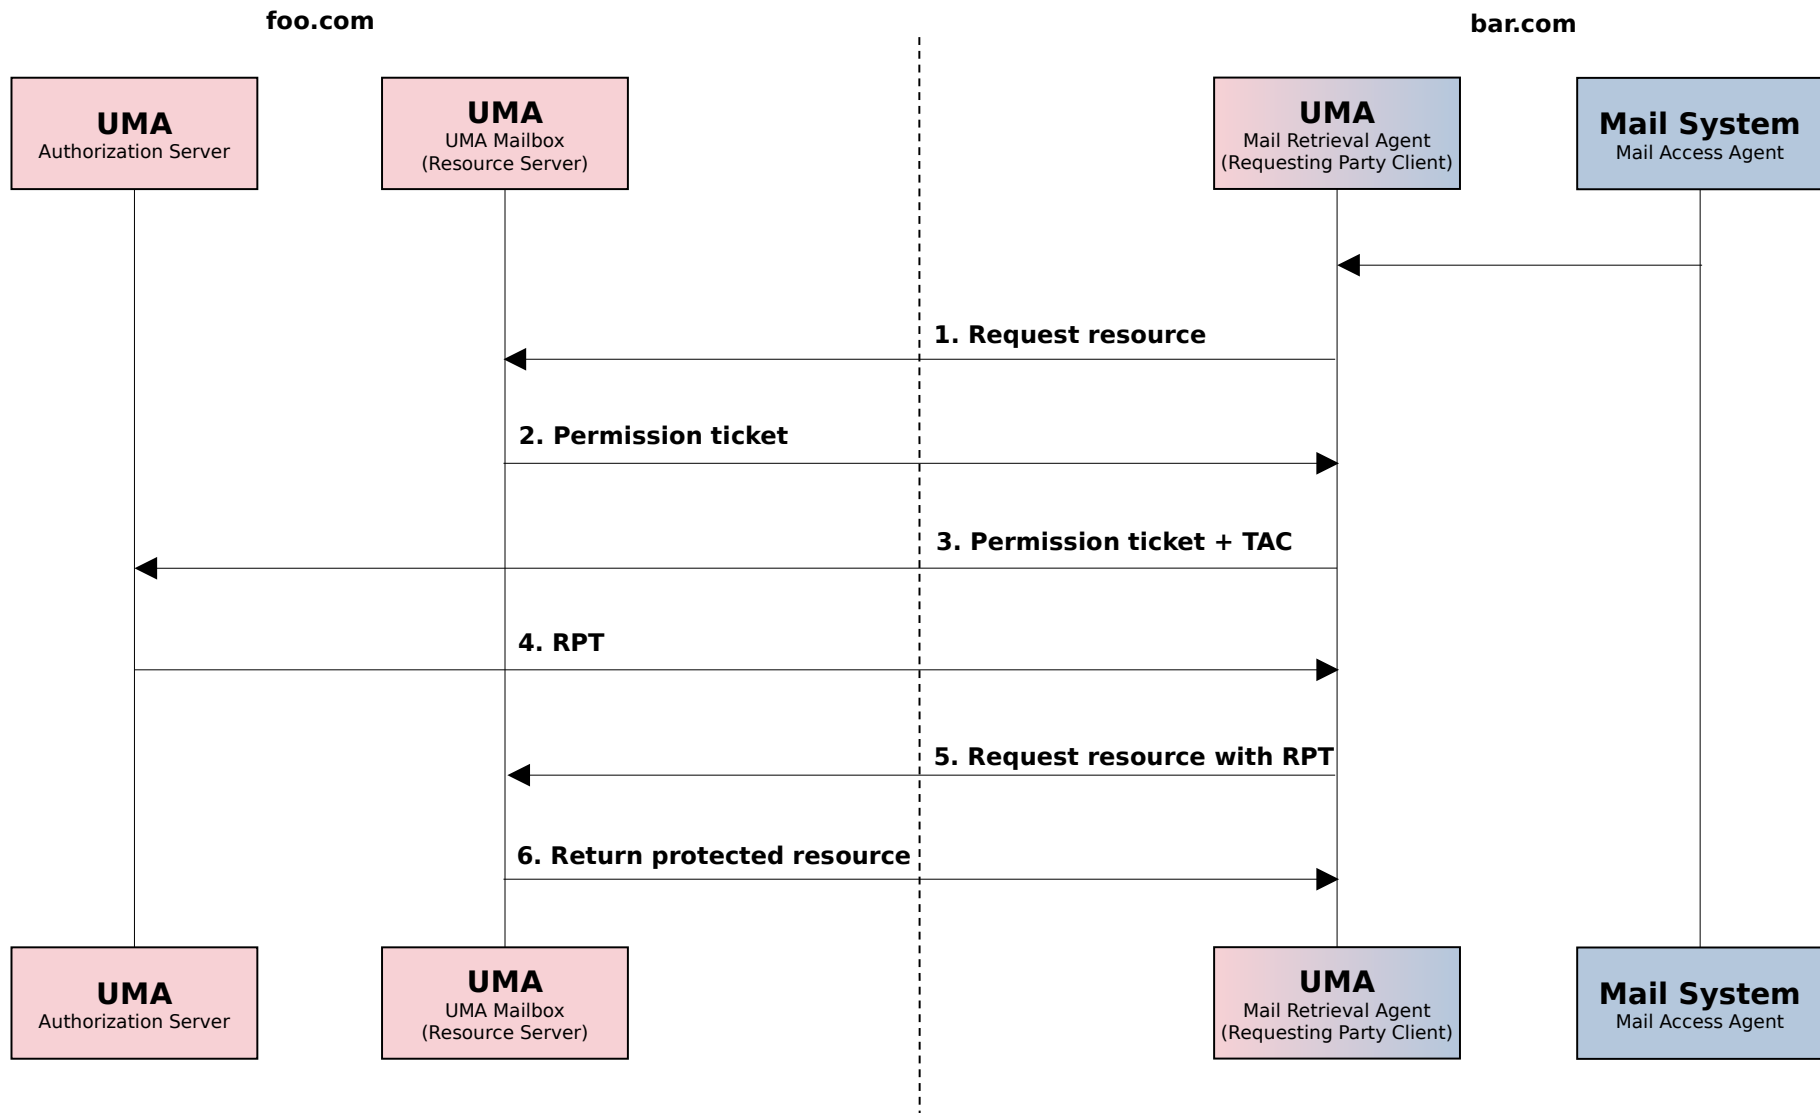 foo.com
bar.com
UMA
Authorization Server
UMA
UMA Mailbox
(Resource Server)
UMA
Mail Retrieval Agent
(Requesting Party Client)
Mail System
Mail Access Agent
1. Request resource
2. Permission ticket
3. Permission ticket + TAC
4. RPT
5. Request resource with RPT
6. Return protected resource
UMA
Authorization Server
UMA
UMA Mailbox
(Resource Server)
UMA
Mail Retrieval Agent
(Requesting Party Client)
Mail System
Mail Access Agent